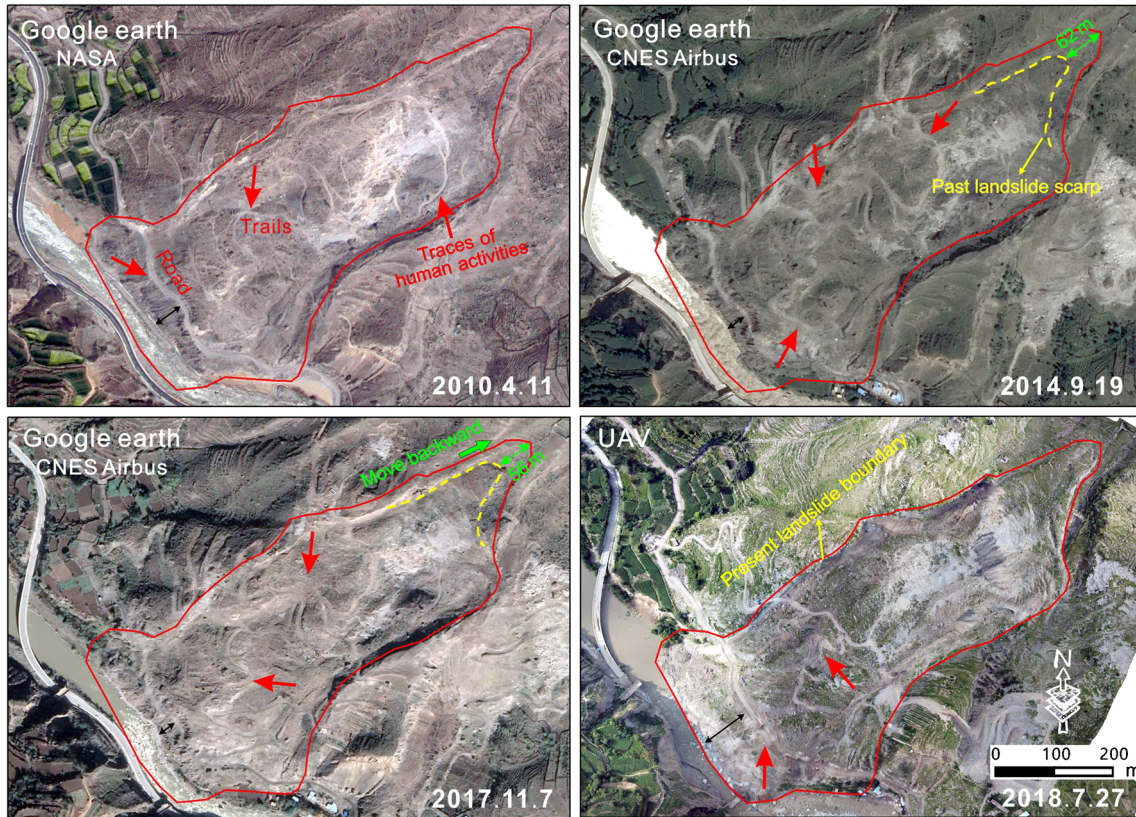 Google earth
NASA
Trails
Road
Traces of
human activities
2010.4.11
Google earth
CNES Airbus
62 m
Past landslide scarp
2014.9.19
Google earth
CNES Airbus
Move backward
56 m
2017.11.7
UAV
Present landslide boundary
N
0 100 200
m
2018.7.27